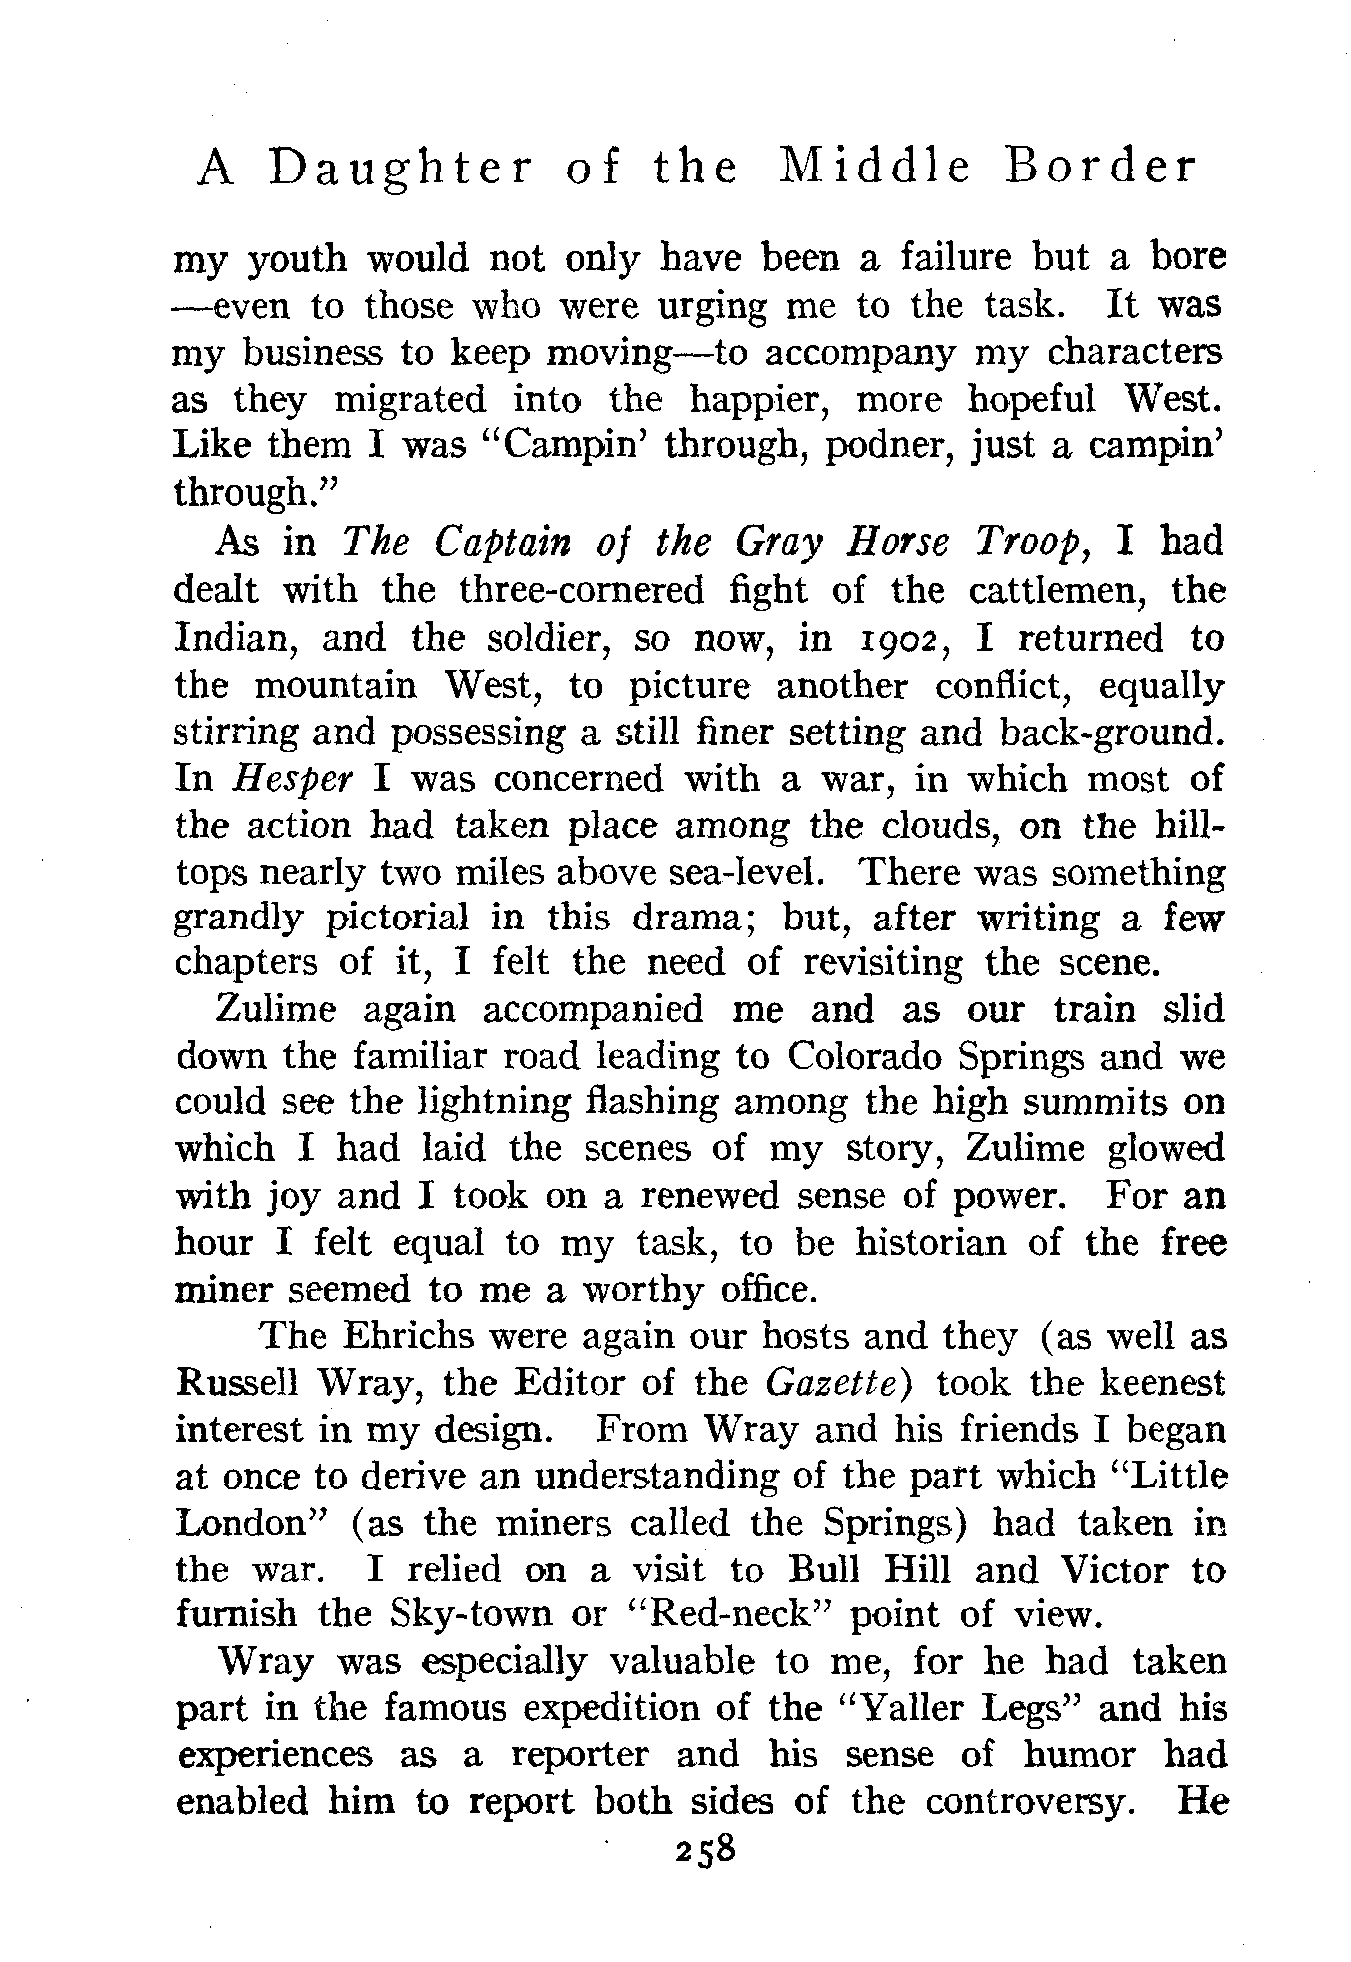 A Daughter of the Middle Border
my youth would not only have been a failure but a bore
—even to those who were urging me to the task. It was
my business to keep moving—to accompany my characters
as they migrated into the happier, more hopeful West.
Like them I was “Campin’ through, podner, just a campin’
through.”
As in The Captain of the Gray Horse Troop, I had
dealt with the three-cornered fight of the cattlemen, the
Indian, and the soldier, so now, in 1902, I returned to
the mountain West, to picture another conflict, equally
stirring and possessing a still finer setting and back-ground.
In Hesper I was concerned with a war, in which most of
the action had taken place among the clouds, on the hill-
tops nearly two miles above sea-level. There was something
grandly pictorial in this drama; but, after writing a few
chapters of it, I felt the need of revisiting the scene.
Zulime again accompanied me and as our train slid
down the familiar road leading to Colorado Springs and we
could see the lightning flashing among the high summits on
which I had laid the scenes of my story, Zulime glowed
with joy and I took on a renewed sense of power. For an
hour I felt equal to my task, to be historian of the free
miner seemed to me a worthy office.
The Ehrichs were again our hosts and they (as well as
Russell Wray, the Editor of the Gazette) took the keenest
interest in my design. From Wray and his friends I began
at once to derive an understanding of the part which “Little
London” (as the miners called the Springs) had taken in
the war. I relied on a visit to Bull Hill and Victor to
furnish the Sky-town or “Red-neck” point of view.
Wray was especially valuable to me, for he had taken
part in the famous expedition of the “Yaller Legs” and his
experiences as a reporter and his sense of humor had
enabled him to report both sides of the controversy. He
258